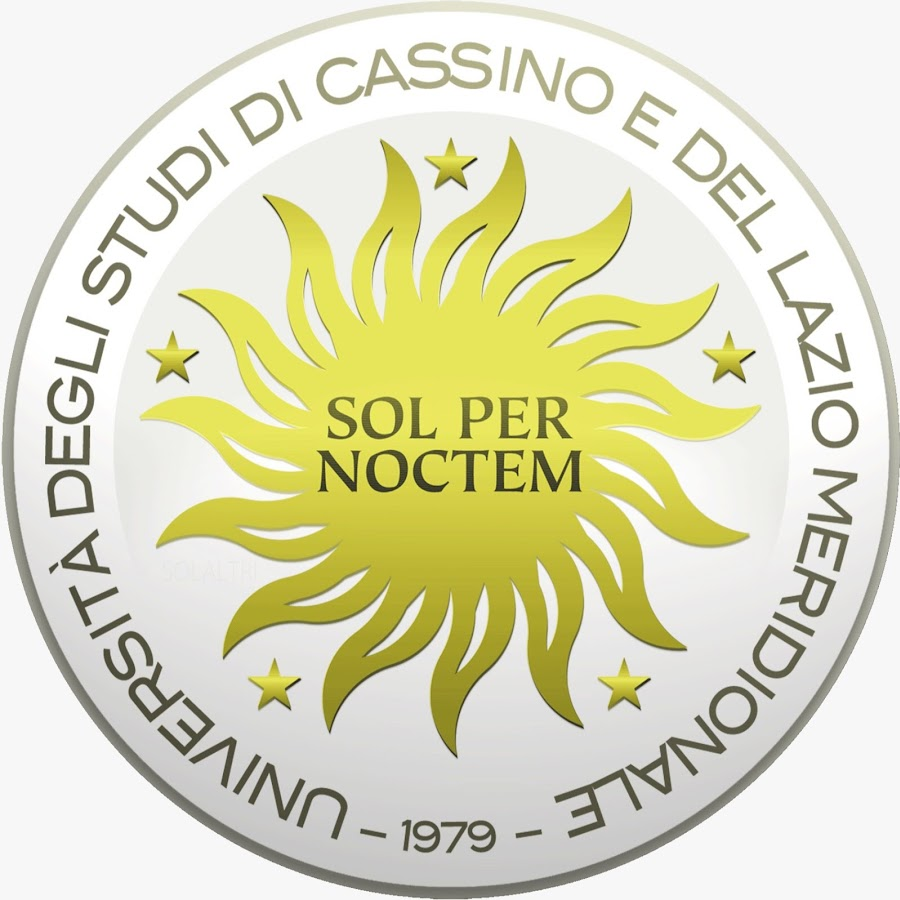 UNIVERSITÀ DEGLI STUDI DI CASSINO E DEL LAZIO MERIDIONALE
– 1979 –
SOL PER
NOCTEM